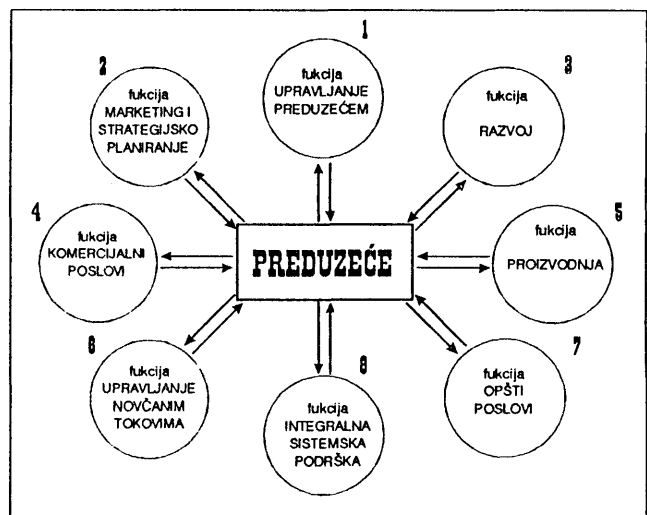 1
fukcija
UPRAVLJANJE
PREDUZEĆEM
2
fukcija
MARKETING I
STRATEGIJSKO
PLANIRANJE
3
fukcija
RAZVOJ
4
fukcija
KOMERCIJALNI
POSLOVI
PREDUZEĆE
5
fukcija
PROIZVODNJA
6
fukcija
UPRAVLJANJE
NOVČANIM
TOKOVIMA
8
fukcija
INTEGRALNA
SISTEMSKA
PODRŠKA
7
fukcija
OPŠTI
POSLOVI